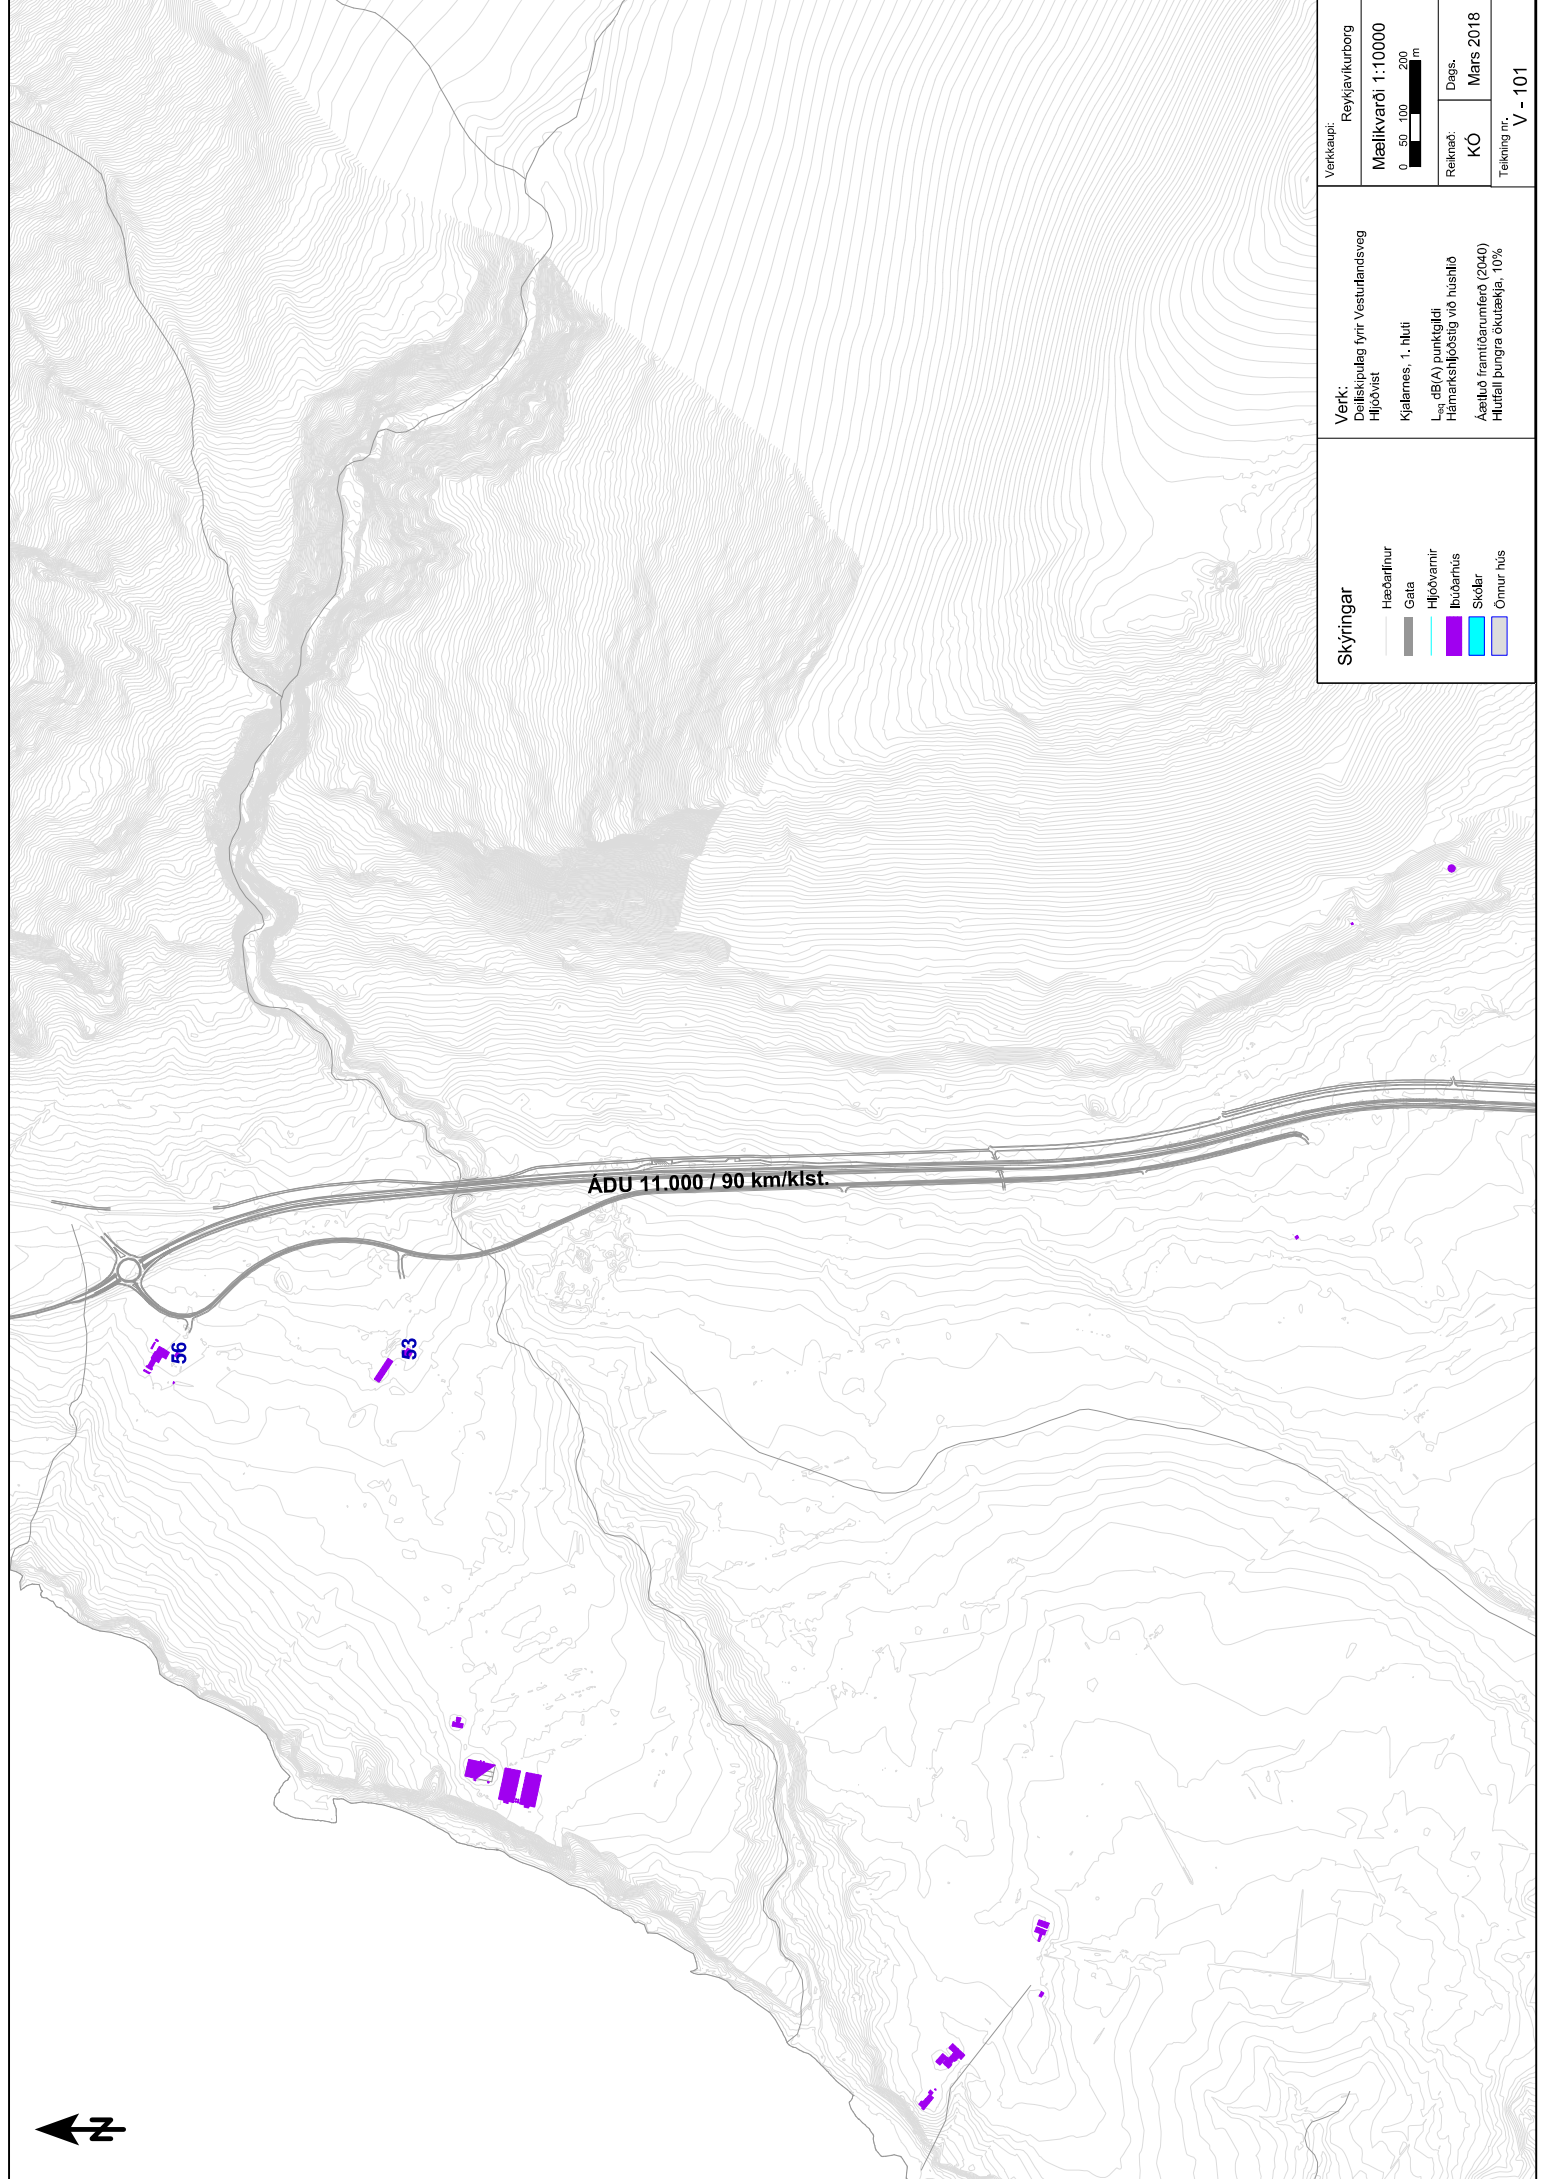 Verkkaupi:
Reykjavíkurborg
Mælikvarði 1:10000
0 50 100 200
m
Reiknað:
KÓ
Dags.
Mars 2018
Teikning nr.
V - 101
Verk:
Deiliskipulag fyrir Vesturlandsveg
Hljóðvist
Kjalarnes, 1. hluti
Leq dB(A) punktgildi
Hámarkshljóðstig við húshlið
Áætluð framtíðarumferð (2040)
Hlutfall þungra ökutækja, 10%
Skýringar
Hæðarlínur
Gata
Hljóðvarnir
Íbúðarhús
Skólar
Önnur hús
ÁDU 11.000 / 90 km/klst.
56
53
N